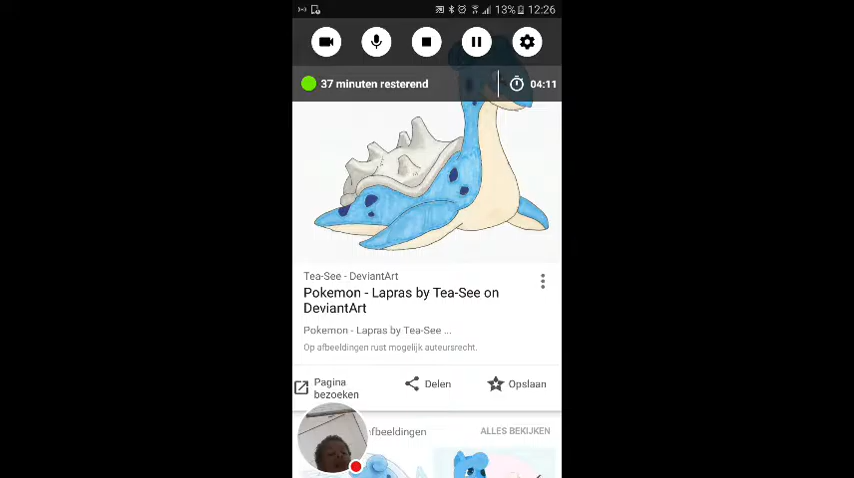 13% 12:26
37 minuten resterend 04:11
Tea-See - DeviantArt
Pokemon - Lapras by Tea-See on
DeviantArt
Pokemon - Lapras by Tea-See ...
Op afbeeldingen rust mogelijk auteursrecht.
Pagina
bezoeken
Delen
Opslaan
fbeeldingen ALLES BEKIJKEN